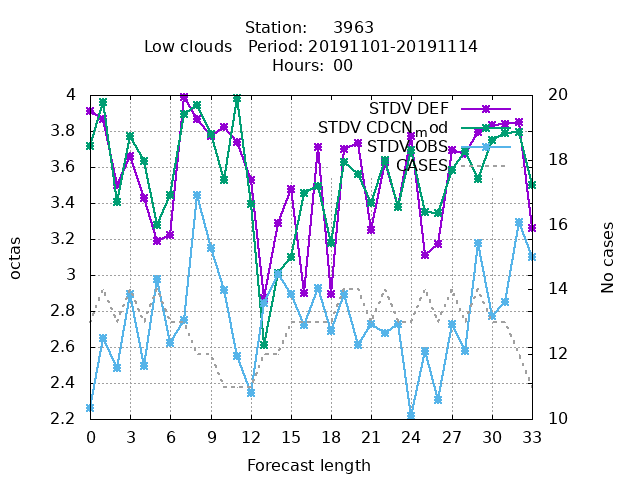 Station: 3963
Low clouds Period: 20191101-20191114
Hours: 00
STDV DEF
STDV CDCN_mod
STDV OBS
CASES
4
3.8
3.6
3.4
3.2
3
2.8
2.6
2.4
2.2
20
18
16
14
12
10
octas
No cases
0 3 6 9 12 15 18 21 24 27 30 33
Forecast length